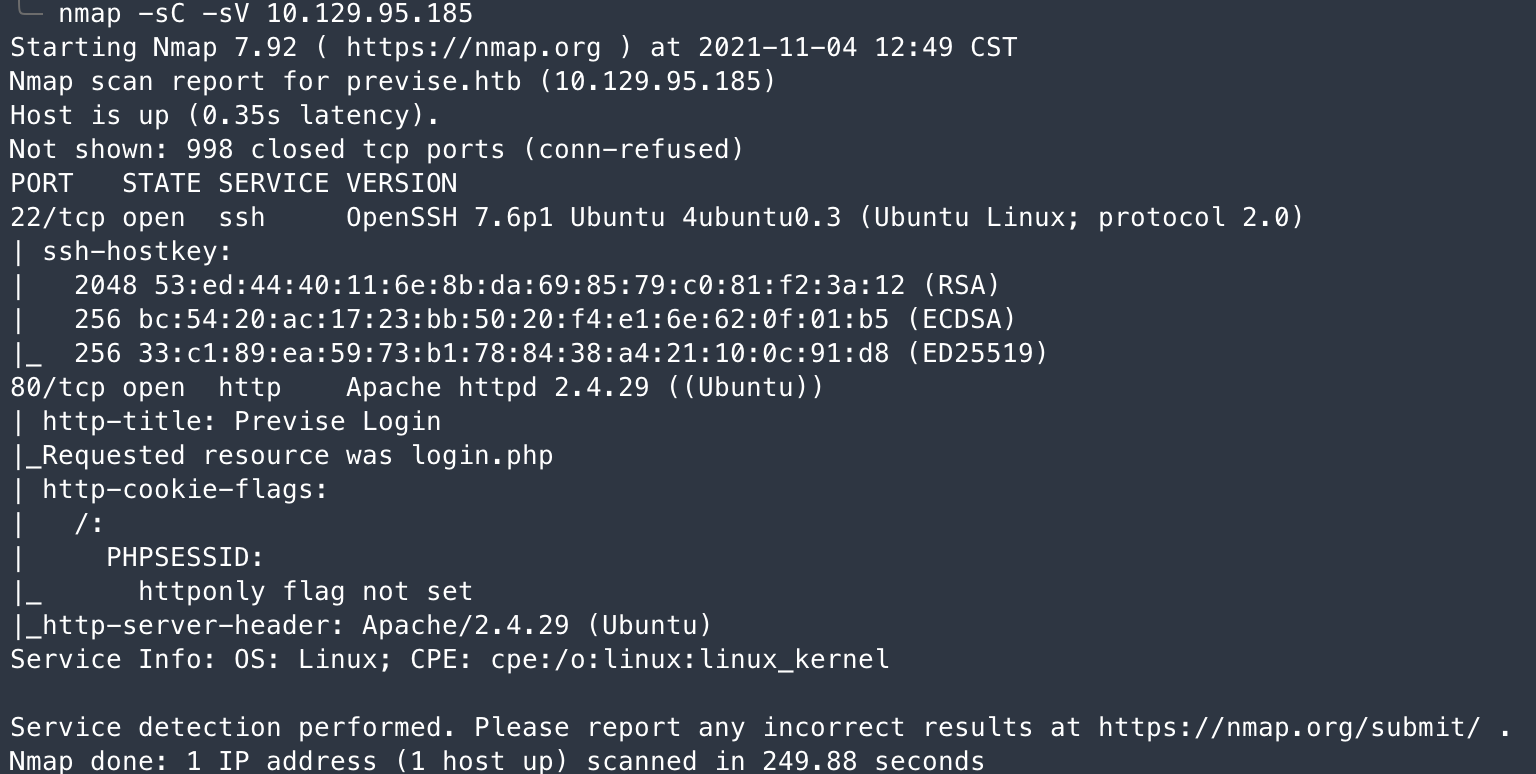 nmap -sC -sV 10.129.95.185
Starting Nmap 7.92 ( https://nmap.org ) at 2021-11-04 12:49 CST
Nmap scan report for previse.htb (10.129.95.185)
Host is up (0.35s latency).
Not shown: 998 closed tcp ports (conn-refused)
PORT   STATE SERVICE VERSION
22/tcp open  ssh     OpenSSH 7.6p1 Ubuntu 4ubuntu0.3 (Ubuntu Linux; protocol 2.0)
| ssh-hostkey:
|   2048 53:ed:44:40:11:6e:8b:da:69:85:79:c0:81:f2:3a:12 (RSA)
|   256 bc:54:20:ac:17:23:bb:50:20:f4:e1:6e:62:0f:01:b5 (ECDSA)
|_  256 33:c1:89:ea:59:73:b1:78:84:38:a4:21:10:0c:91:d8 (ED25519)
80/tcp open  http    Apache httpd 2.4.29 ((Ubuntu))
| http-title: Previse Login
|_Requested resource was login.php
| http-cookie-flags:
|   /:
|     PHPSESSID:
|_      httponly flag not set
|_http-server-header: Apache/2.4.29 (Ubuntu)
Service Info: OS: Linux; CPE: cpe:/o:linux:linux_kernel

Service detection performed. Please report any incorrect results at https://nmap.org/submit/ .
Nmap done: 1 IP address (1 host up) scanned in 249.88 seconds